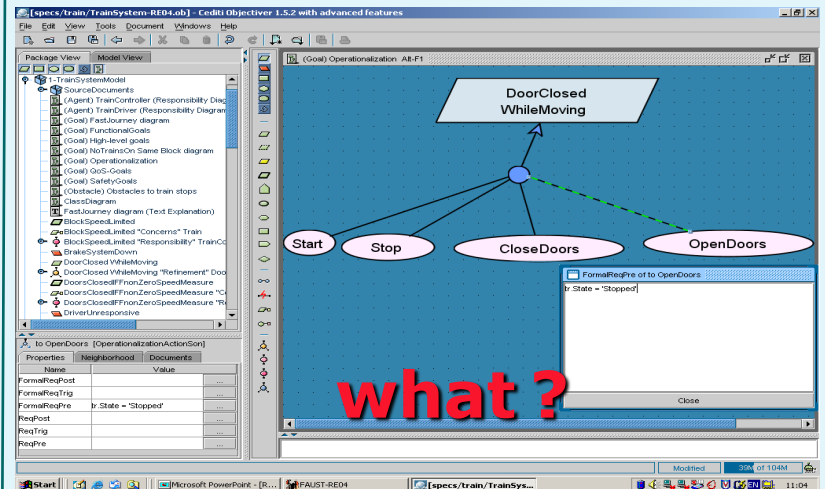 [specs/train/TrainSystem-RE04.ob] - Cediti Objectiver 1.5.2 with advanced features
File Edit View Tools Document Windows Help
Package View Model View
1-TrainSystemModel
SourceDocuments
(Agent) TrainController (Responsibility Diag
(Agent) TrainDriver (Responsibility Diagram
(Goal) FastJourney diagram
(Goal) FunctionalGoals
(Goal) High-level goals
(Goal) NoTrainsOn Same Block diagram
(Goal) Operationalization
(Goal) QoS-Goals
(Goal) SafetyGoals
(Obstacle) Obstacles to train stops
ClassDiagram
FastJourney diagram (Text Explanation)
BlockSpeedLimited
BlockSpeedLimited "Concerns" Train
BlockSpeedLimited "Responsibility" TrainCo
BrakeSystemDown
DoorClosed WhileMoving
DoorClosed WhileMoving "Refinement" Doo
DoorsClosedIFFnonZeroSpeedMeasure
DoorsClosedIFFnonZeroSpeedMeasure "C
DoorsClosedIFFnonZeroSpeedMeasure "R
DriverUnresponsive
to OpenDoors [OperationalizationActionSon]
Properties Neighborhood Documents
Name Value
FormalReqPost ...
FormalReqTrig ...
FormalReqPre tr.State = 'Stopped' ...
ReqPost ...
ReqTrig ...
ReqPre ...
(Goal) Operationalization Alt-F1
DoorClosed
WhileMoving
Start
Stop
CloseDoors
OpenDoors
FormalReqPre of to OpenDoors
tr.State = 'Stopped'
Close
what ?
Modified 39M of 104M
Start Microsoft PowerPoint - [R... FAUST-RE04 [specs/train/TrainSys... EN 11:04